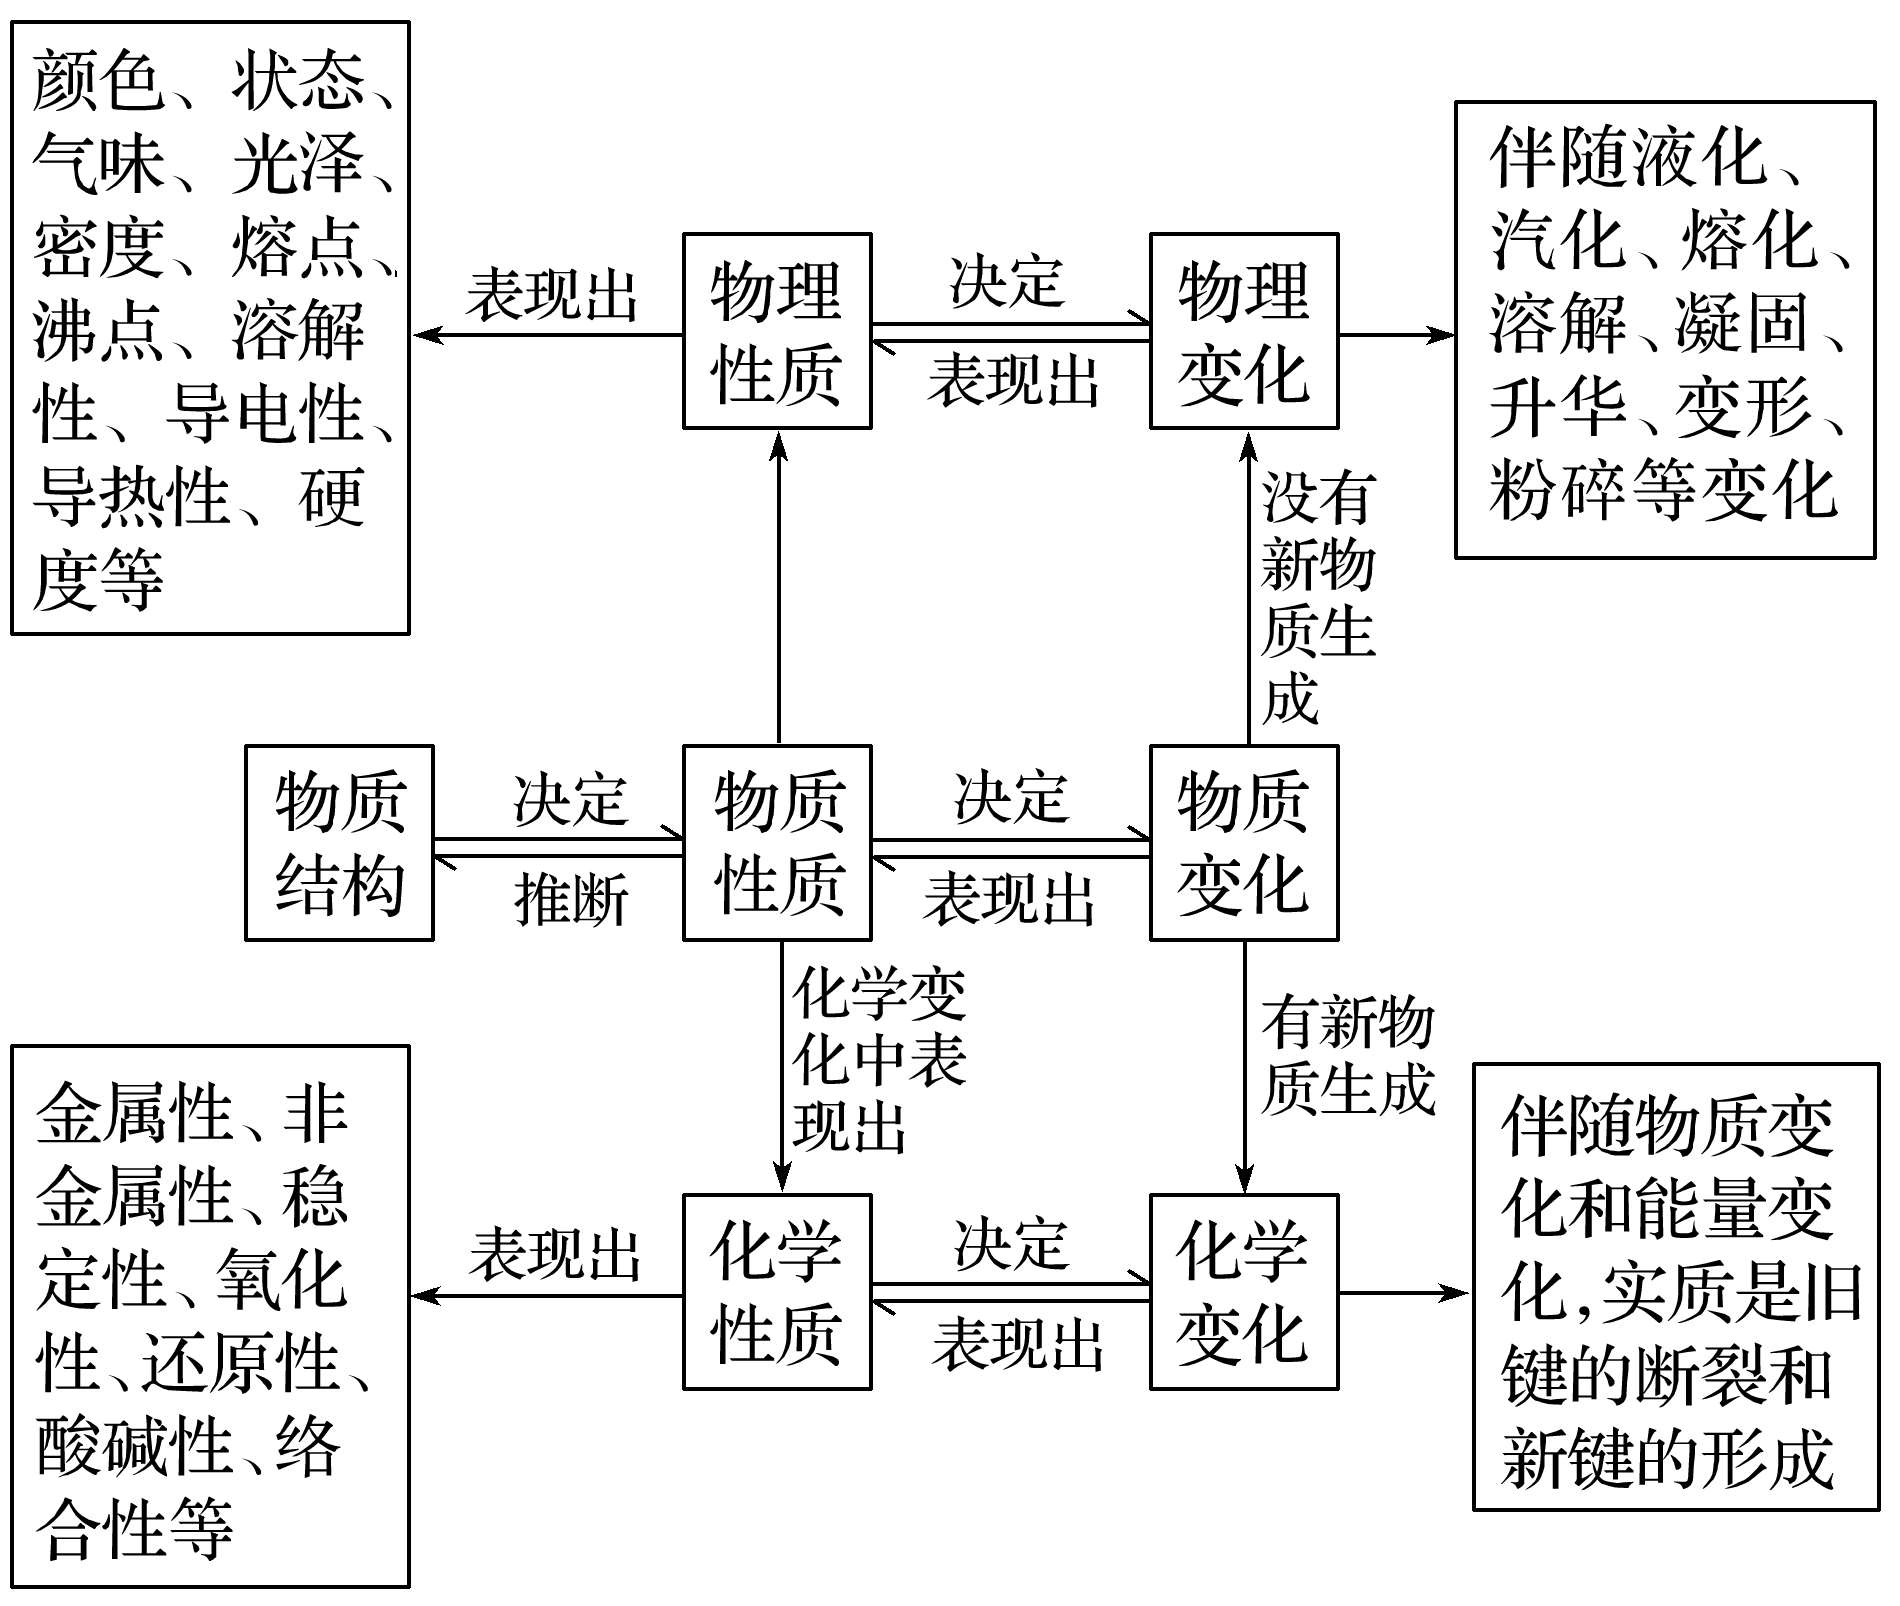 颜色、状态、
气味、光泽、
密度、熔点、
沸点、溶解
性、导电性、
导热性、硬
度等
表现出
物理
性质
决定
表现出
物理
变化
伴随液化、
汽化、熔化、
溶解、凝固、
升华、变形、
粉碎等变化
没有
新物
质生
成
物质
结构
决定
推断
物质
性质
决定
表现出
物质
变化
化学变
化中表
现出
有新物
质生成
金属性、非
金属性、稳
定性、氧化
性、还原性、
酸碱性、络
合性等
表现出
化学
性质
决定
表现出
化学
变化
伴随物质变
化和能量变
化,实质是旧
键的断裂和
新键的形成